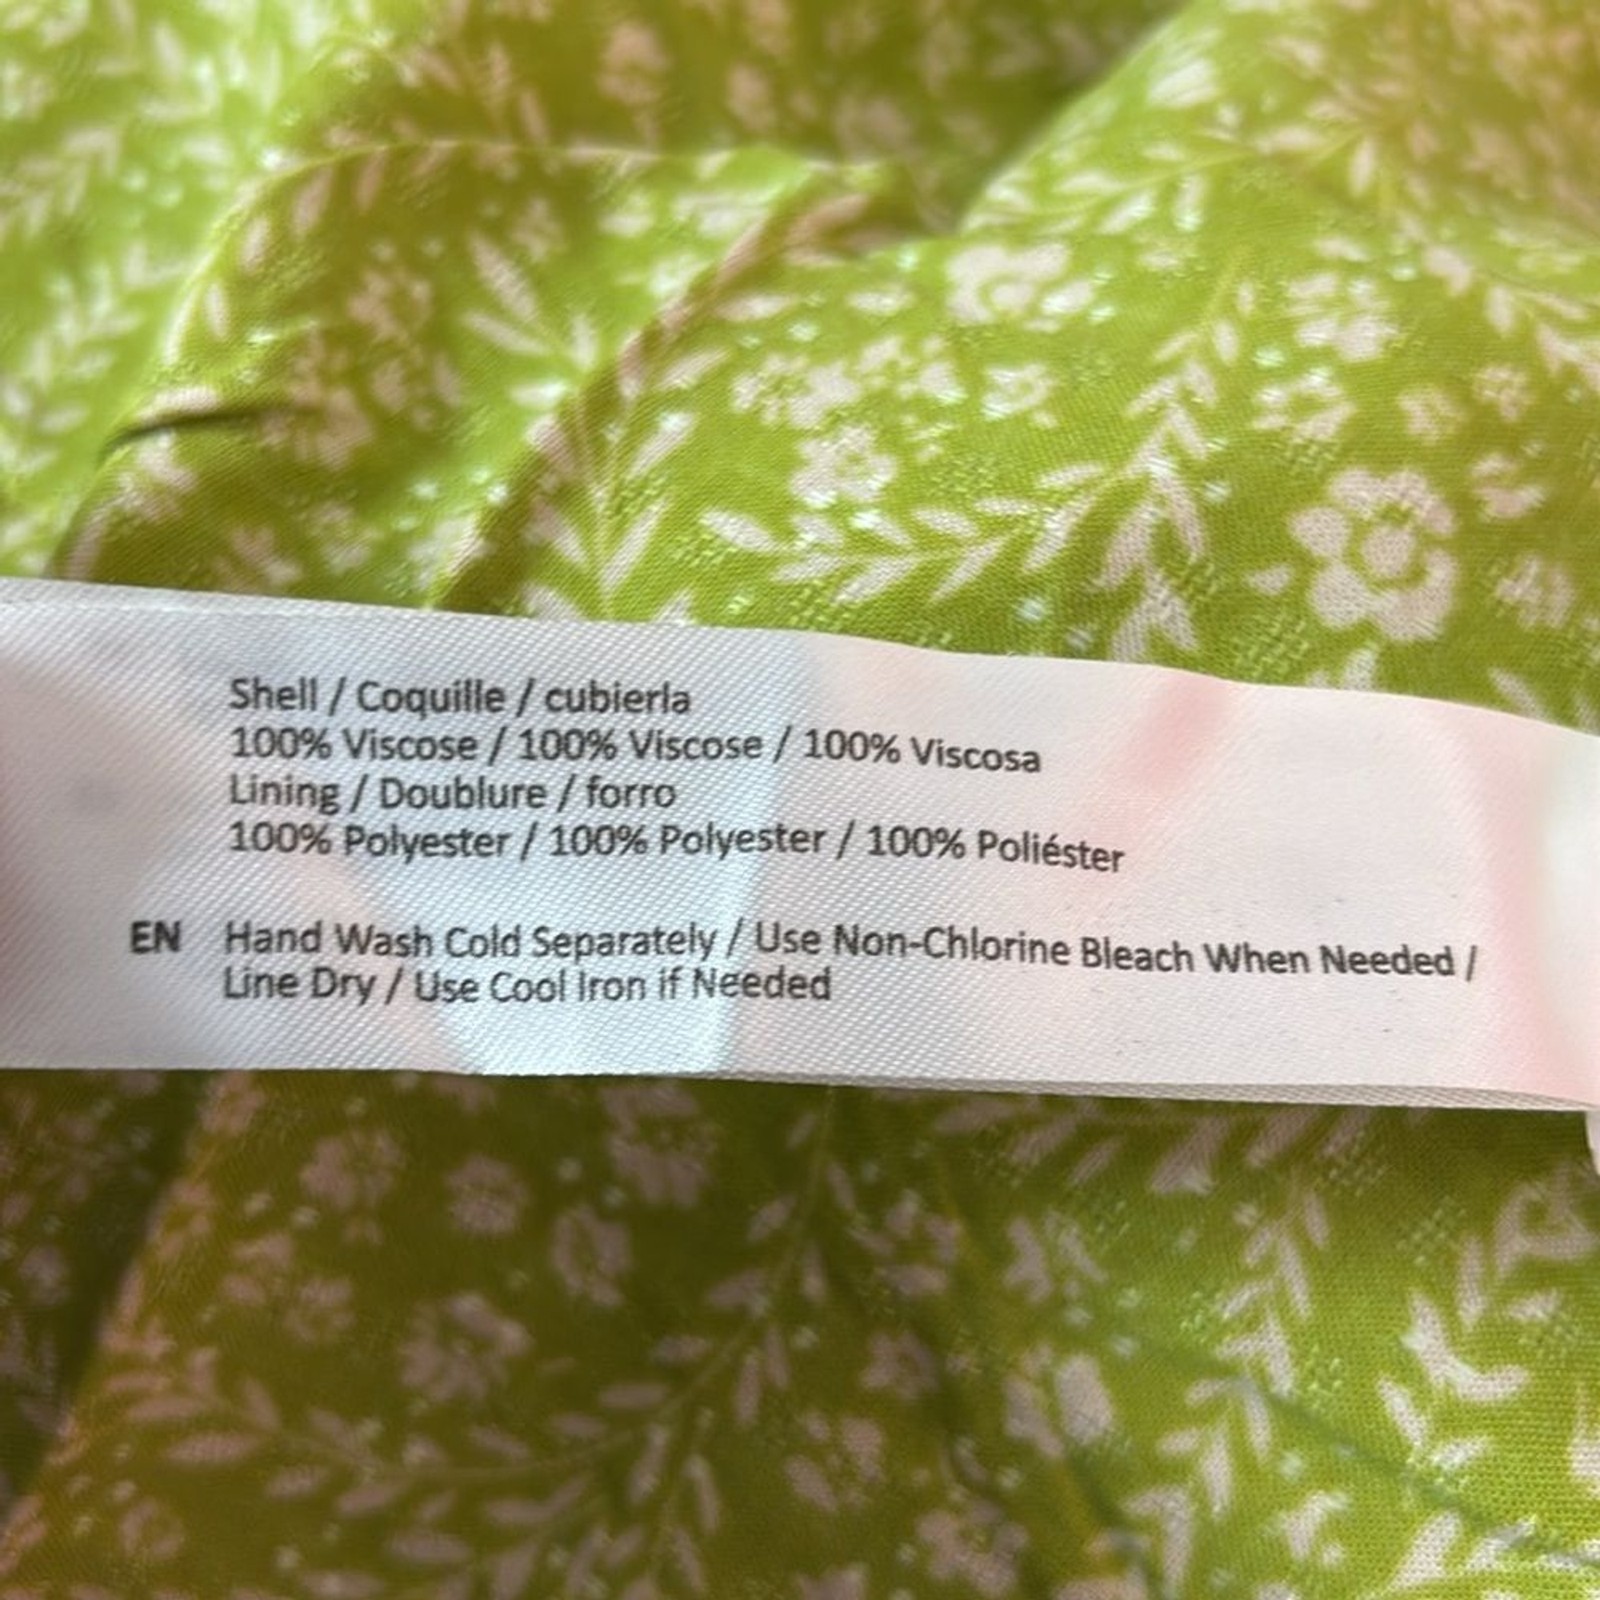 Shell / Coquille / cubierla
100% Viscose / 100% Viscose / 100% Viscosa
Lining / Doublure / forro
100% Polyester / 100% Polyester / 100% Poliéster
EN Hand Wash Cold Separately / Use Non-Chlorine Bleach When Needed /
Line Dry / Use Cool Iron if Needed